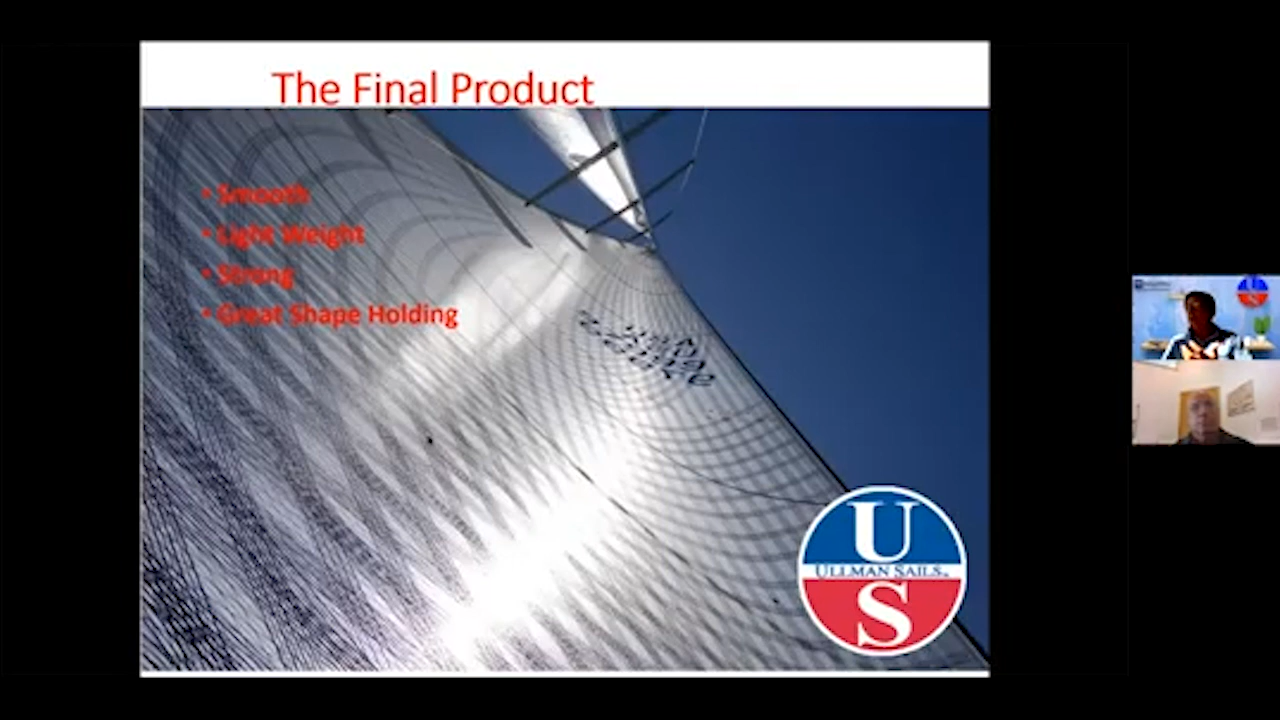 The Final Product
• Smooth
• Light Weight
• Strong
• Great Shape Holding
U
ULLMAN SAILS
S
U
S